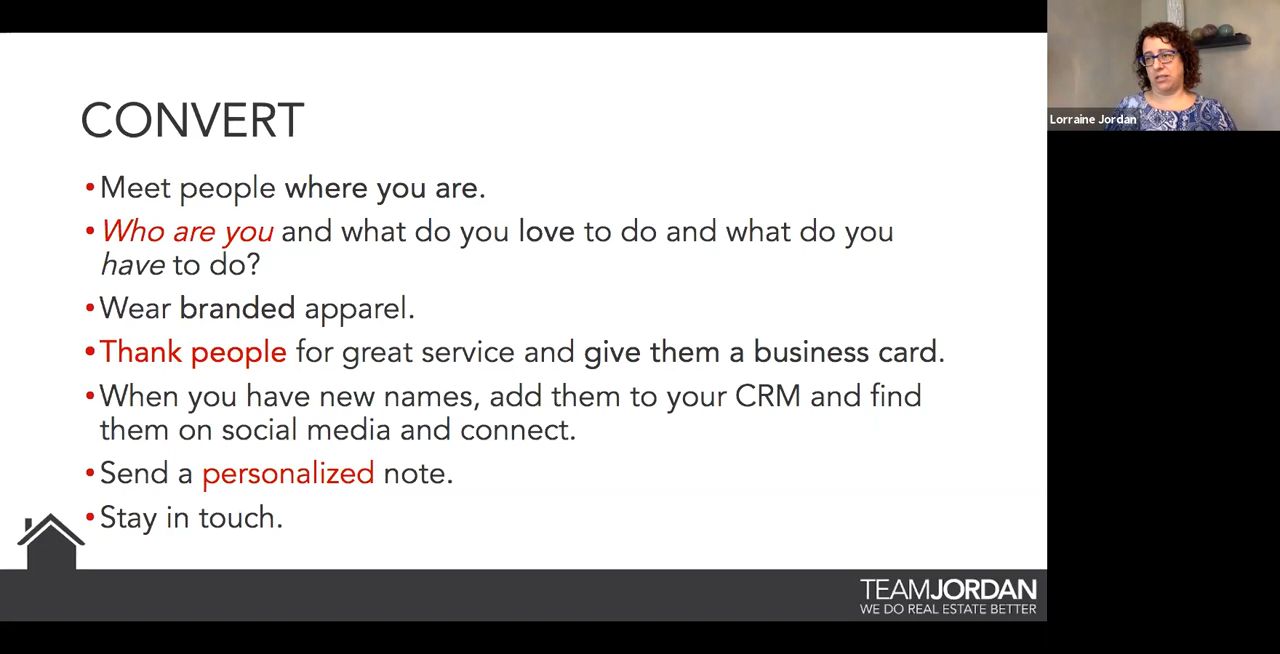 CONVERT
•Meet people where you are.
•Who are you and what do you love to do and what do you
have to do?
•Wear branded apparel.
•Thank people for great service and give them a business card.
•When you have new names, add them to your CRM and find
them on social media and connect.
•Send a personalized note.
•Stay in touch.
TEAMJORDAN
WE DO REAL ESTATE BETTER
Lorraine Jordan